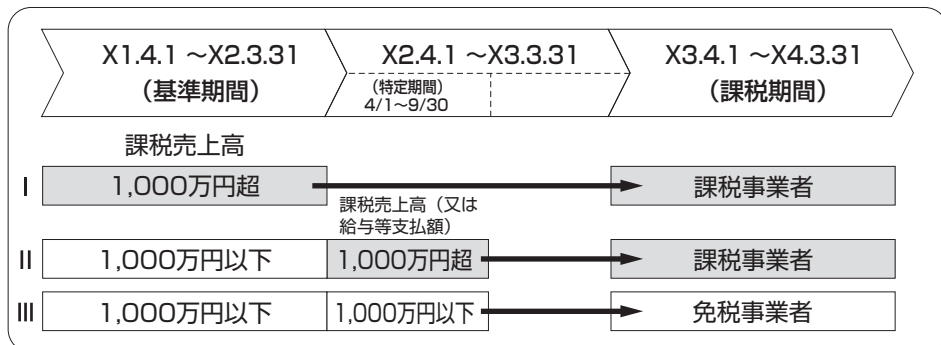 X1.4.1 〜X2.3.31
(基準期間)
X2.4.1 〜X3.3.31
(特定期間)
4/1〜9/30
X3.4.1 〜X4.3.31
(課税期間)
課税売上高
Ⅰ 1,000万円超 課税事業者
課税売上高（又は
給与等支払額）
Ⅱ 1,000万円以下 1,000万円超 課税事業者
Ⅲ 1,000万円以下 1,000万円以下 免税事業者